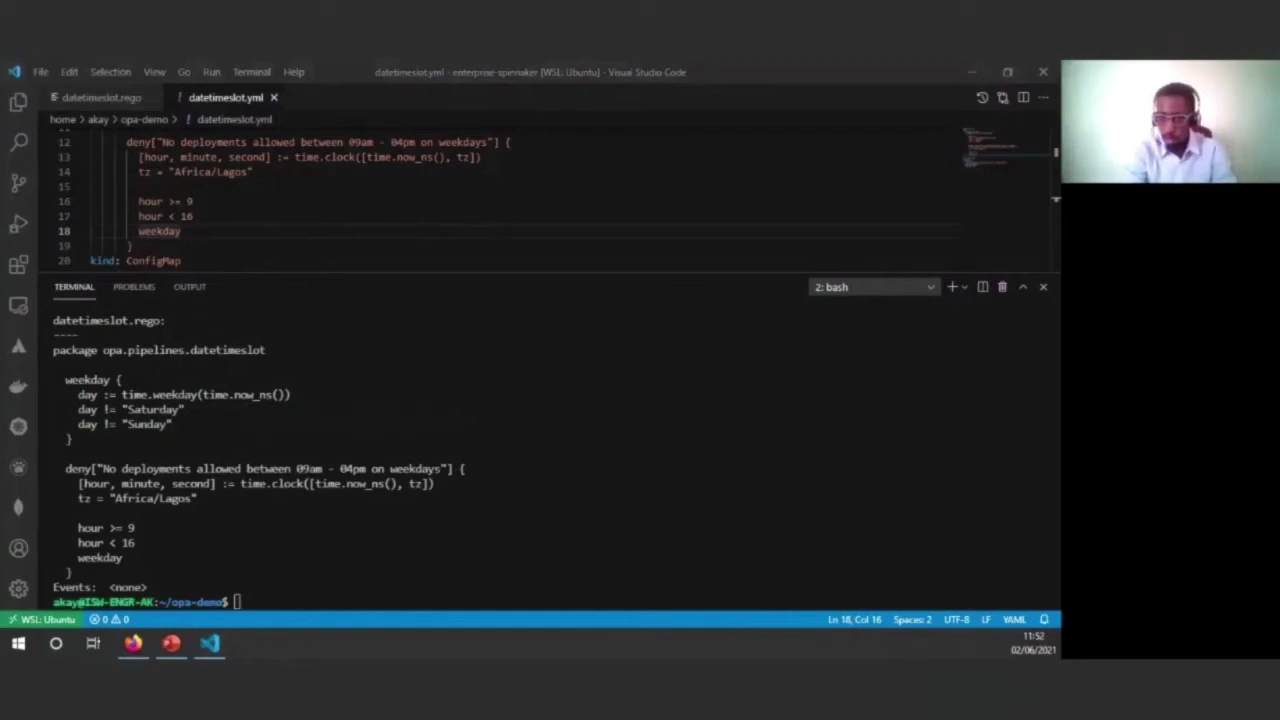 File Edit Selection View Go Run Terminal Help datetimeslot.yml - enterprise-spinnaker [WSL: Ubuntu] - Visual Studio Code
datetimeslot.rego ! datetimeslot.yml
home > akay > opa-demo > ! datetimeslot.yml
12 deny["No deployments allowed between 09am - 04pm on weekdays"] {
13 [hour, minute, second] := time.clock([time.now_ns(), tz])
14 tz = "Africa/Lagos"
15
16 hour >= 9
17 hour < 16
18 weekday
19 }
20 kind: ConfigMap
TERMINAL PROBLEMS OUTPUT 2: bash
datetimeslot.rego:
----
package opa.pipelines.datetimeslot
weekday {
day := time.weekday(time.now_ns())
day != "Saturday"
day != "Sunday"
}
deny["No deployments allowed between 09am - 04pm on weekdays"] {
[hour, minute, second] := time.clock([time.now_ns(), tz])
tz = "Africa/Lagos"
hour >= 9
hour < 16
weekday
}
Events: <none>
akay@ISW-ENGR-AK:~/opa-demo$
WSL: Ubuntu 0 0 Ln 18, Col 16 Spaces: 2 UTF-8 LF YAML
11:52
02/06/2021